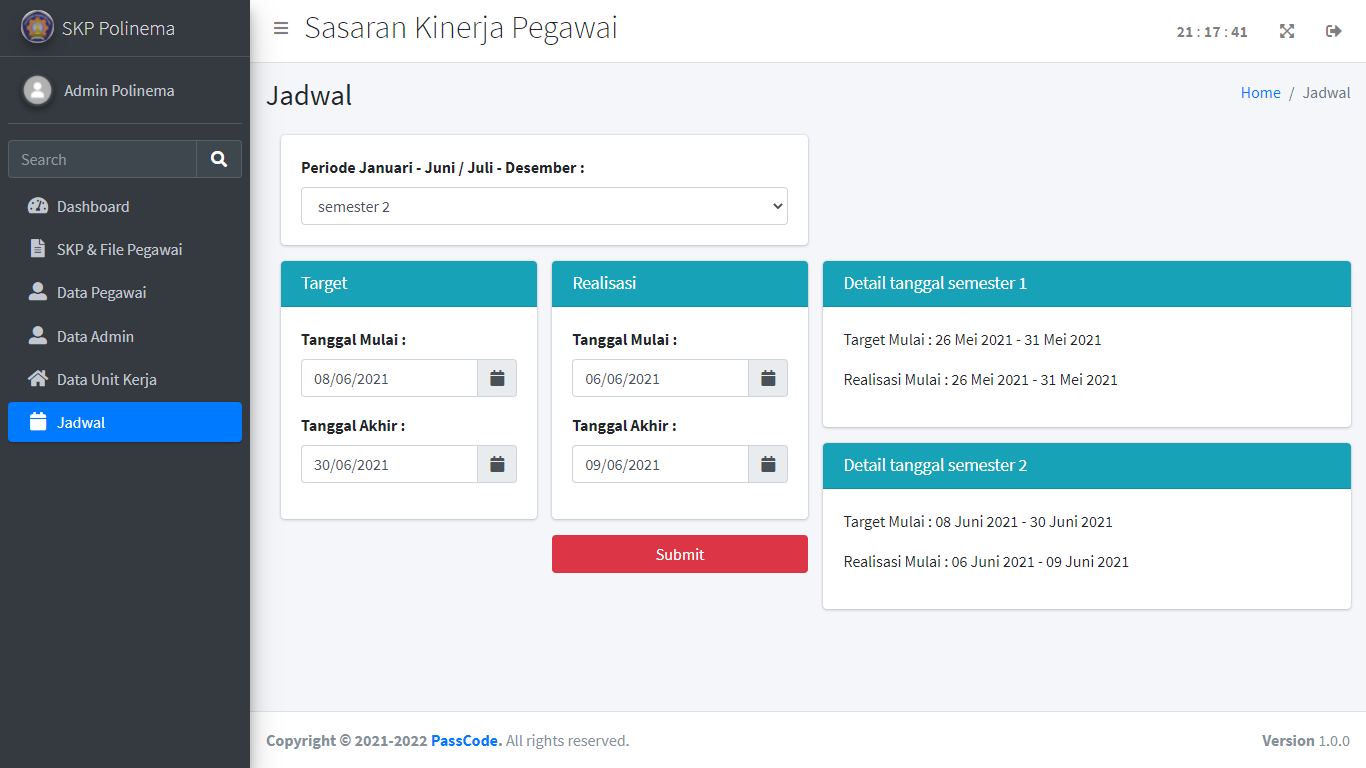 SKP Polinema
Admin Polinema
Search
Dashboard
SKP & File Pegawai
Data Pegawai
Data Admin
Data Unit Kerja
Jadwal
Sasaran Kinerja Pegawai
21 : 17 : 41
Jadwal
Home / Jadwal
Periode Januari - Juni / Juli - Desember :
semester 2
Target
Tanggal Mulai :
08/06/2021
Tanggal Akhir :
30/06/2021
Realisasi
Tanggal Mulai :
06/06/2021
Tanggal Akhir :
09/06/2021
Submit
Detail tanggal semester 1
Target Mulai : 26 Mei 2021 - 31 Mei 2021
Realisasi Mulai : 26 Mei 2021 - 31 Mei 2021
Detail tanggal semester 2
Target Mulai : 08 Juni 2021 - 30 Juni 2021
Realisasi Mulai : 06 Juni 2021 - 09 Juni 2021
Copyright © 2021-2022 PassCode. All rights reserved.
Version 1.0.0